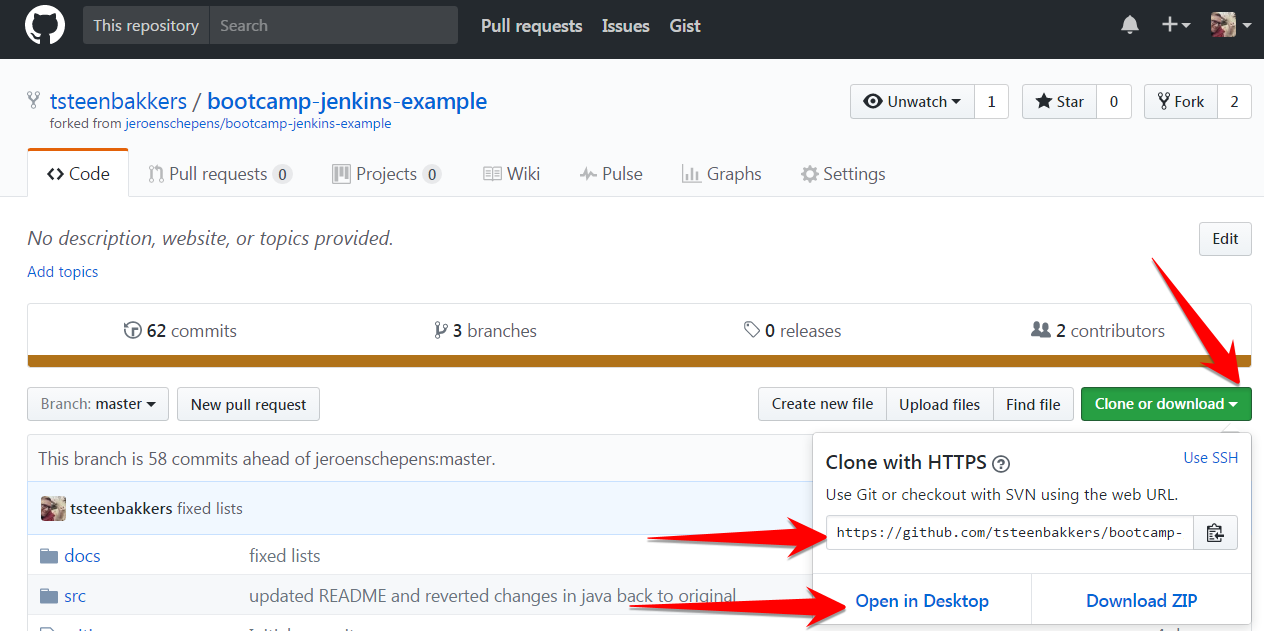 This repository Search Pull requests Issues Gist
tsteenbakkers / bootcamp-jenkins-example
Unwatch 1 Star 0 Fork 2
forked from jeroenschepens/bootcamp-jenkins-example
Code Pull requests 0 Projects 0 Wiki Pulse Graphs Settings
No description, website, or topics provided.
Edit
Add topics
62 commits 3 branches 0 releases 2 contributors
Branch: master New pull request Create new file Upload files Find file Clone or download
This branch is 58 commits ahead of jeroenschepens:master.
tsteenbakkers fixed lists
docs fixed lists
src updated README and reverted changes in java back to original
Clone with HTTPS ?
Use SSH
Use Git or checkout with SVN using the web URL.
https://github.com/tsteenbakkers/bootcamp-
Open in Desktop Download ZIP